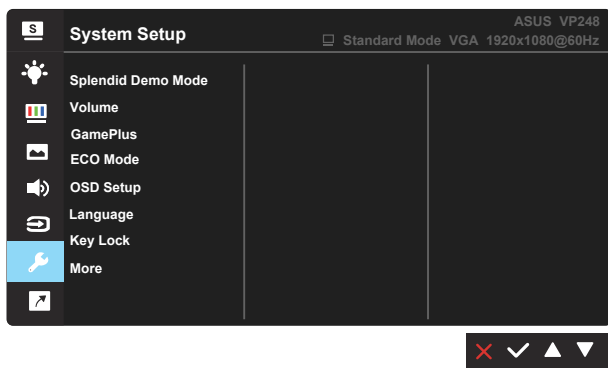 S
System Setup
ASUS VP248
Standard Mode VGA 1920x1080@60Hz
Splendid Demo Mode
Volume
GamePlus
ECO Mode
OSD Setup
Language
Key Lock
More